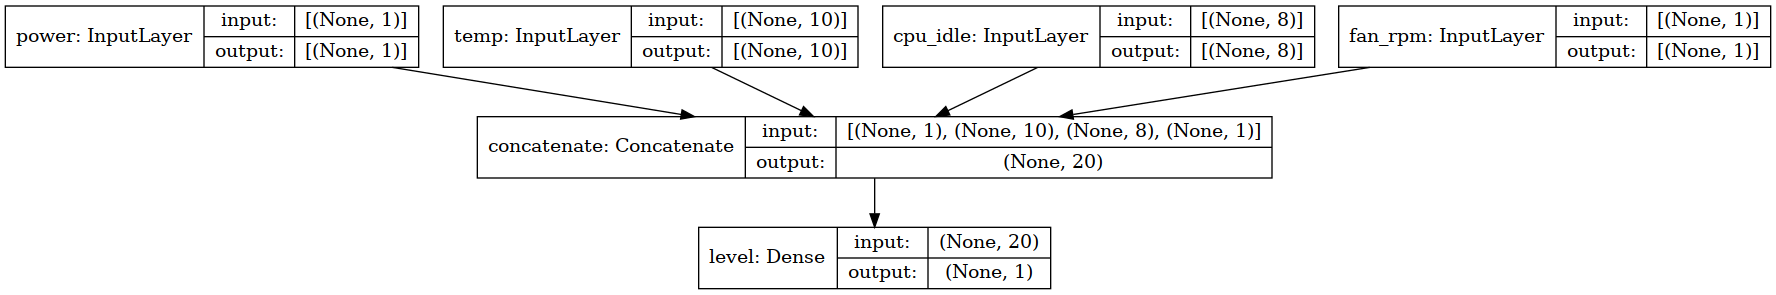 power: InputLayer input: [(None, 1)] output: [(None, 1)]
temp: InputLayer input: [(None, 10)] output: [(None, 10)]
cpu_idle: InputLayer input: [(None, 8)] output: [(None, 8)]
fan_rpm: InputLayer input: [(None, 1)] output: [(None, 1)]
concatenate: Concatenate input: [(None, 1), (None, 10), (None, 8), (None, 1)] output: (None, 20)
level: Dense input: (None, 20) output: (None, 1)